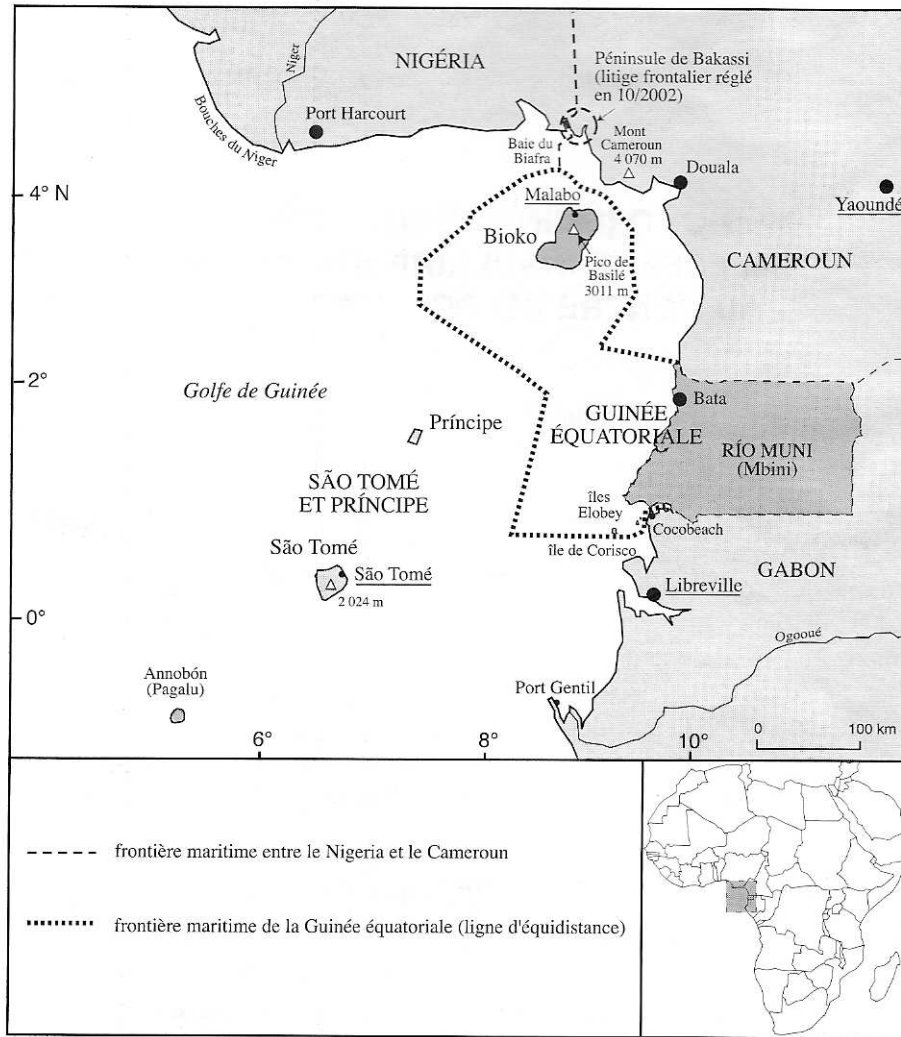 NIGÉRIA
Niger
Bouches du Niger
Port Harcourt
Péninsule de Bakassi
(litige frontalier réglé
en 10/2002)
Baie du
Biafra
Mont
Cameroun
4 070 m
Douala
4° N
Malabo
Yaoundé
Bioko
Pico de
Basilé
3011 m
CAMEROUN
2°
Golfe de Guinée
Bata
Príncipe
GUINÉE
ÉQUATORIALE
RÍO MUNI
(Mbini)
SÃO TOMÉ
ET PRÍNCIPE
îles
Elobey
Cocobeach
île de Corisco
São Tomé
São Tomé
2 024 m
GABON
Libreville
0°
Ogooué
Annobón
(Pagalu)
Port Gentil
0
100 km
6°
8°
10°
frontière maritime entre le Nigeria et le Cameroun
frontière maritime de la Guinée équatoriale (ligne d'équidistance)